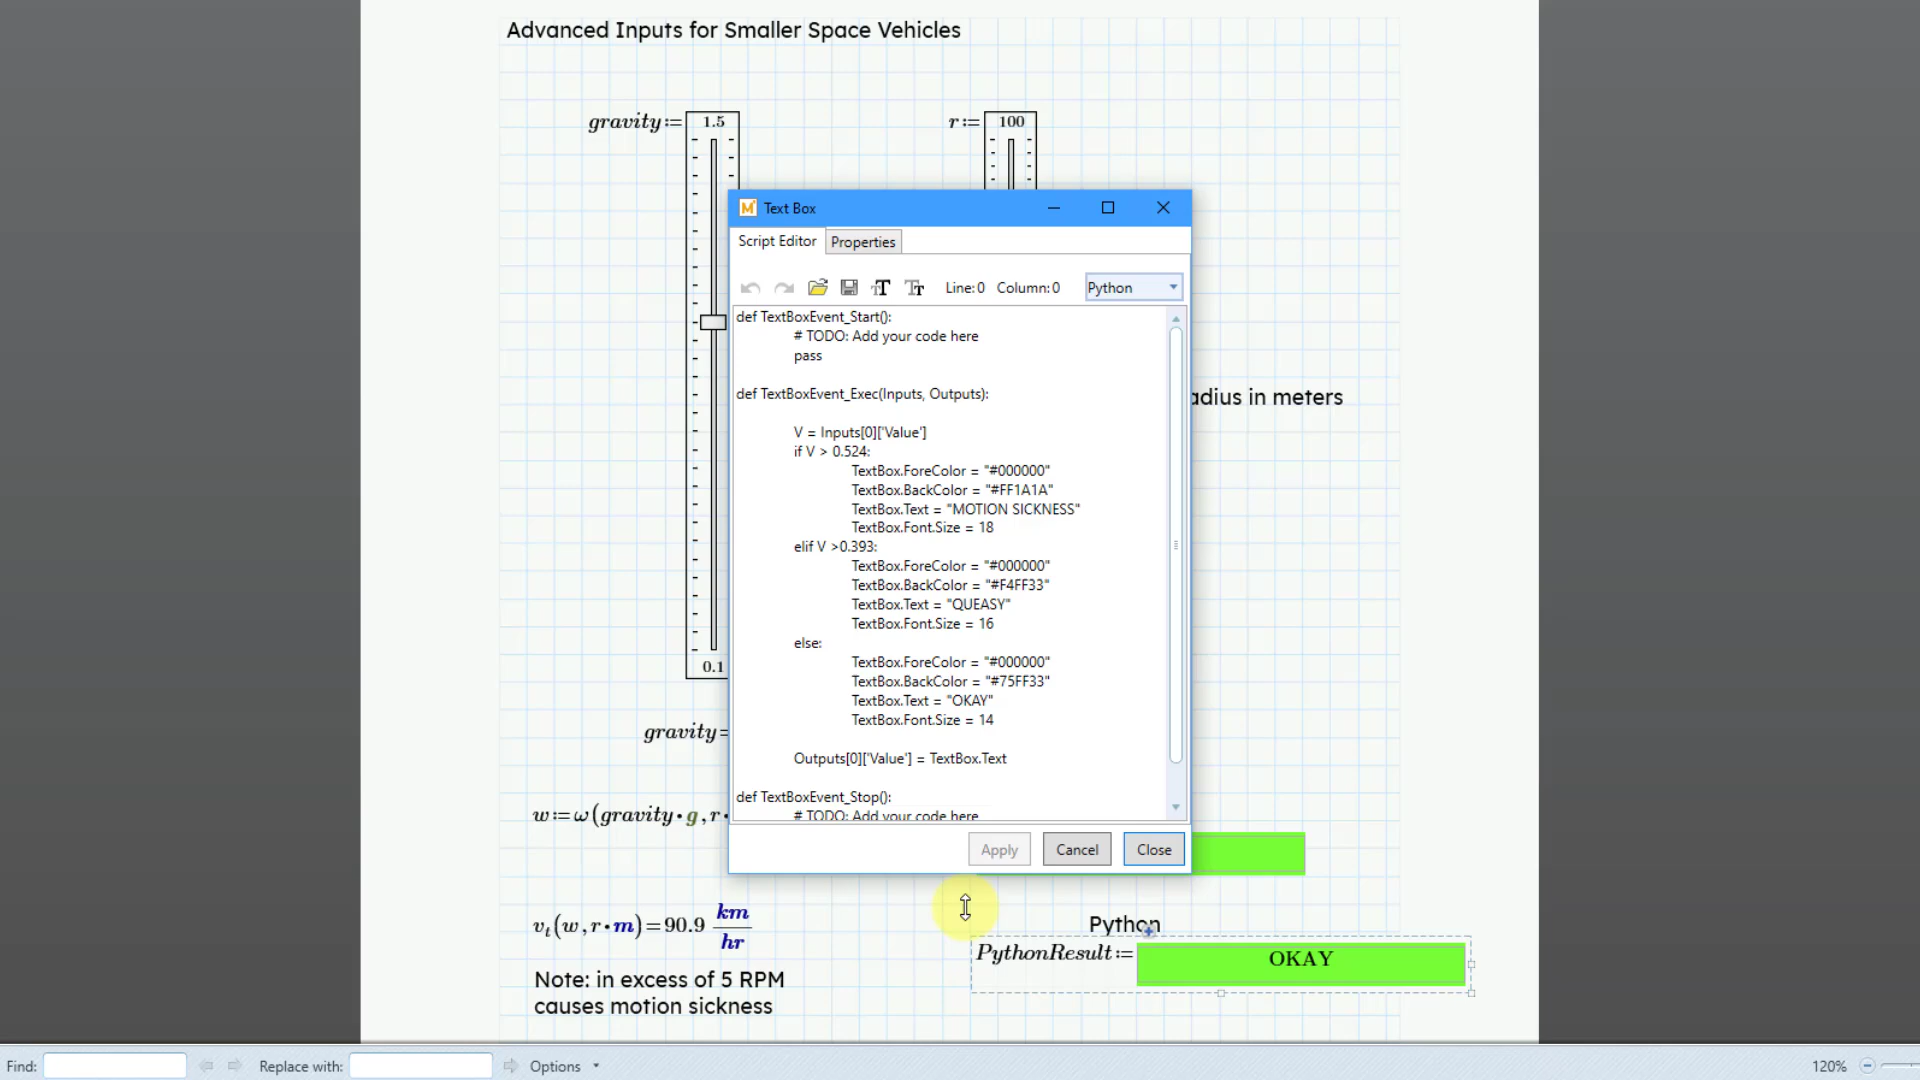 Advanced Inputs for Smaller Space Vehicles
gravity:= 1.5
r:= 100
Text Box
Script Editor Properties
Line: 0 Column: 0 Python
def TextBoxEvent_Start():
# TODO: Add your code here
pass
def TextBoxEvent_Exec(Inputs, Outputs):
V = Inputs[0]['Value']
if V > 0.524:
TextBox.ForeColor = "#000000"
TextBox.BackColor = "#FF1A1A"
TextBox.Text = "MOTION SICKNESS"
TextBox.Font.Size = 18
elif V >0.393:
TextBox.ForeColor = "#000000"
TextBox.BackColor = "#F4FF33"
TextBox.Text = "QUEASY"
TextBox.Font.Size = 16
else:
TextBox.ForeColor = "#000000"
TextBox.BackColor = "#75FF33"
TextBox.Text = "OKAY"
TextBox.Font.Size = 14
Outputs[0]['Value'] = TextBox.Text
def TextBoxEvent_Stop():
# TODO: Add your code here
Apply Cancel Close
adius in meters
0.1
gravity=
w:=ω(gravity·g,r·
vt(w,r·m)=90.9 km/hr
Python
PythonResult:= OKAY
Note: in excess of 5 RPM
causes motion sickness
Find: Replace with: Options 120%